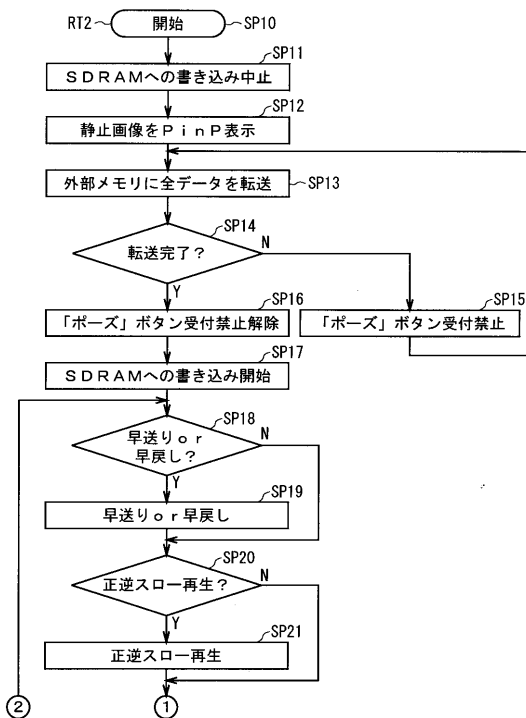 RT2 開始 SP10
SP11
SDRAMへの書き込み中止
SP12
静止画像をPinP表示
外部メモリに全データを転送 SP13
SP14
転送完了？ N
Y
SP16
「ポーズ」ボタン受付禁止解除
SP15
「ポーズ」ボタン受付禁止
SP17
SDRAMへの書き込み開始
SP18
早送りor
早戻し？
N
Y
SP19
早送りor早戻し
SP20
正逆スロー再生？ N
Y
SP21
正逆スロー再生
② ①